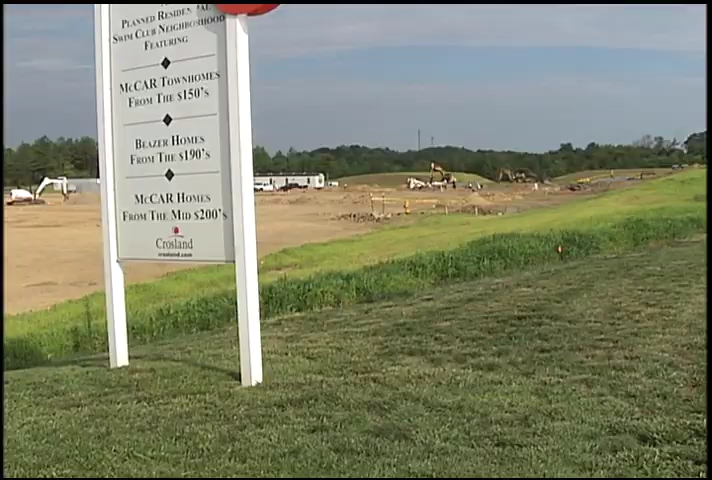 PLANNED
SWIM CLUB NEIGHBORHOOD
FEATURING
MCCAR TOWNHOMES
FROM THE $150'S
BEAZER HOMES
FROM THE $190'S
MCCAR HOMES
FROM THE MID $200'S
Crosland
crosland.com